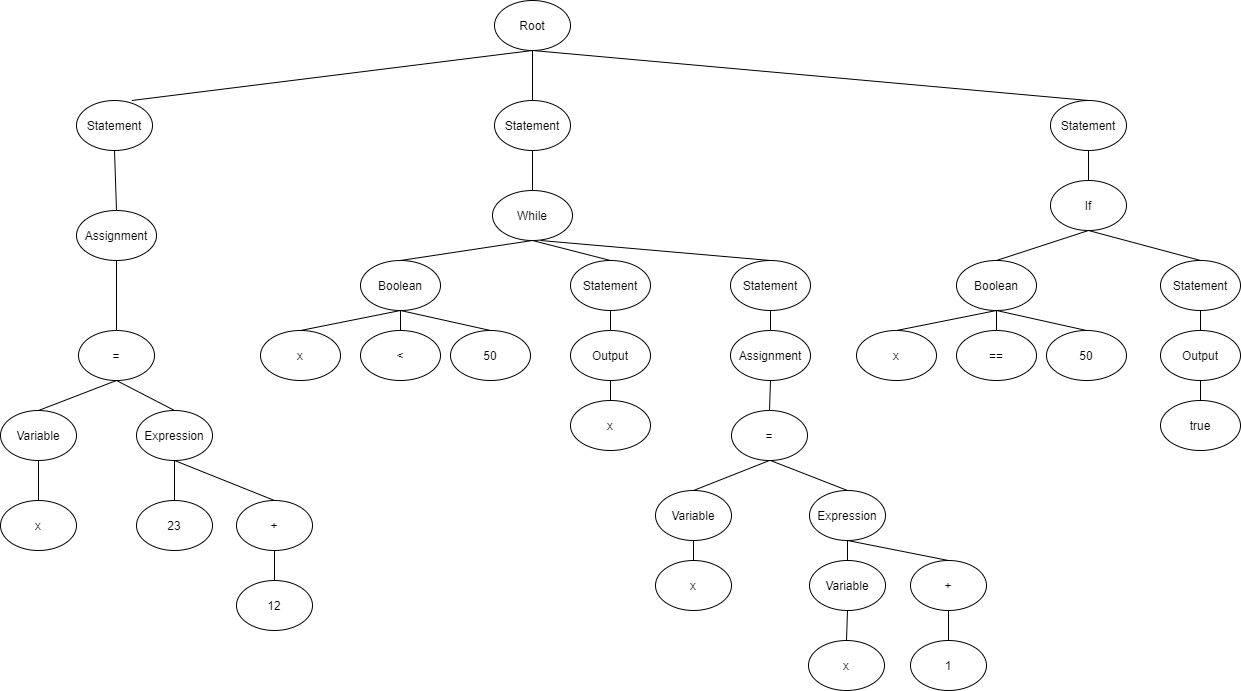 Root
Statement
Statement
Statement
If
While
Assignment
Boolean
Statement
Statement
Boolean
Statement
=
x
<
50
Output
Assignment
x
==
50
Output
x
true
Variable
Expression
=
x
23
+
Variable
Expression
12
x
Variable
+
x
1